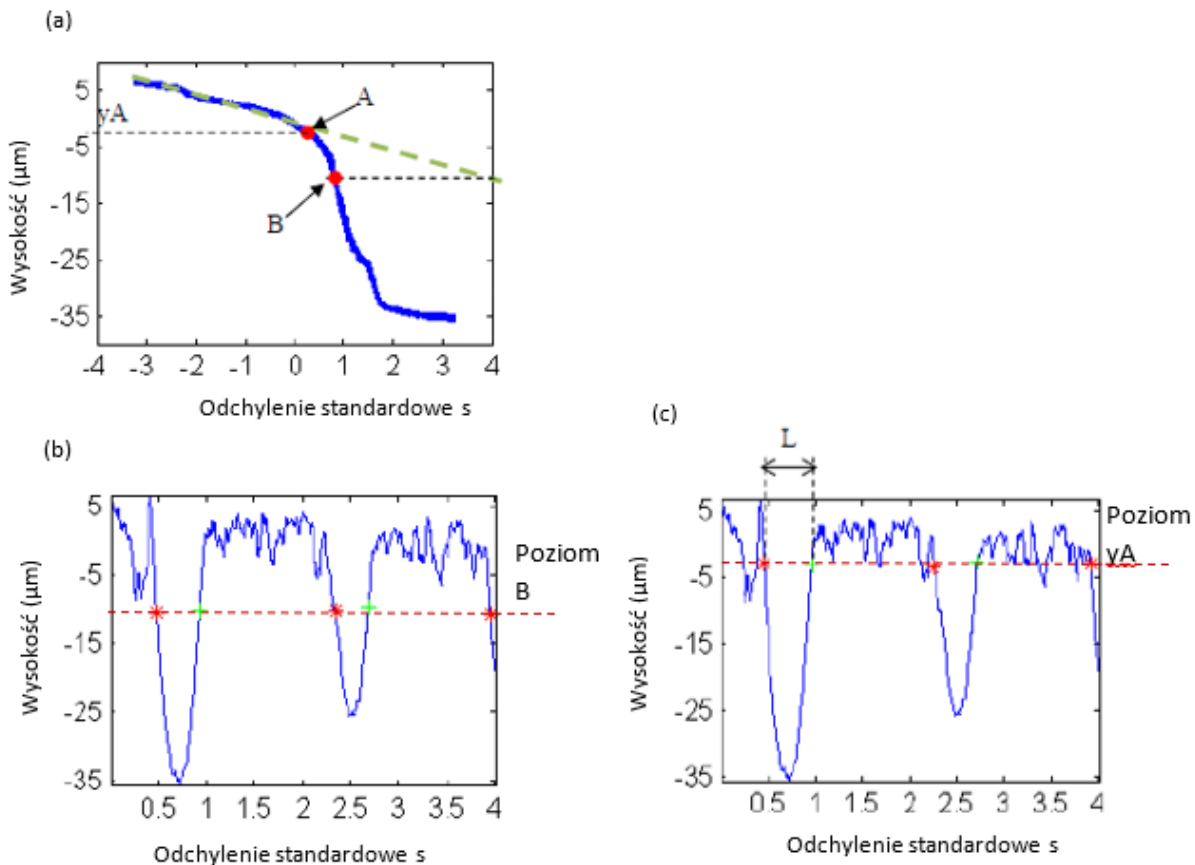 (a)
5
yA
A
-5
B
-15
-25
-35
-4 -3 -2 -1 0 1 2 3 4
Wysokość (µm)
Odchylenie standardowe s
(b)
5
-5
-15
-25
-35
0.5 1 1.5 2 2.5 3 3.5 4
Wysokość (µm)
Poziom
B
Odchylenie standardowe s
(c)
L
5
-5
-15
-25
-35
0.5 1 1.5 2 2.5 3 3.5 4
Wysokość (µm)
Poziom
yA
Odchylenie standardowe s